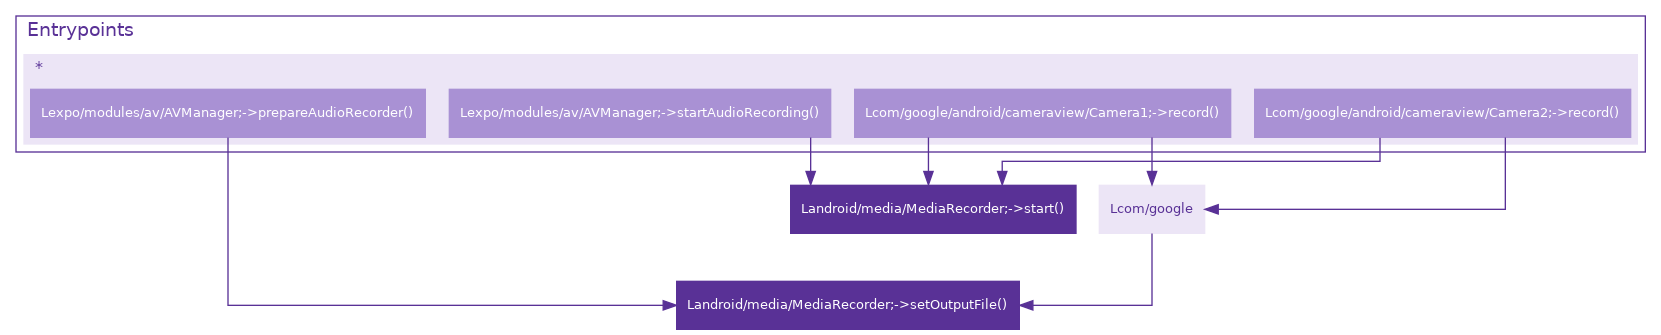 Entrypoints
*
Lexpo/modules/av/AVManager;->prepareAudioRecorder()
Lexpo/modules/av/AVManager;->startAudioRecording()
Lcom/google/android/cameraview/Camera1;->record()
Lcom/google/android/cameraview/Camera2;->record()
Landroid/media/MediaRecorder;->start()
Lcom/google
Landroid/media/MediaRecorder;->setOutputFile()